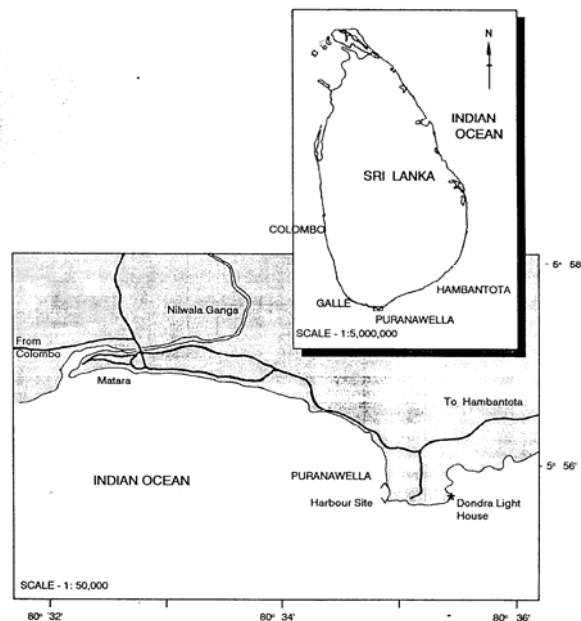 N
INDIAN
OCEAN
SRI LANKA
COLOMBO
HAMBANTOTA
GALLE
PURANAWELLA
SCALE - 1:5,000,000
6° 58
Nilwala Ganga
From
Colombo
Matara
To Hambantota
5° 56'
PURANAWELLA
INDIAN OCEAN
Harbour Site
Dondra Light
House
SCALE - 1: 50,000
80° '32
80° '34
80° '36